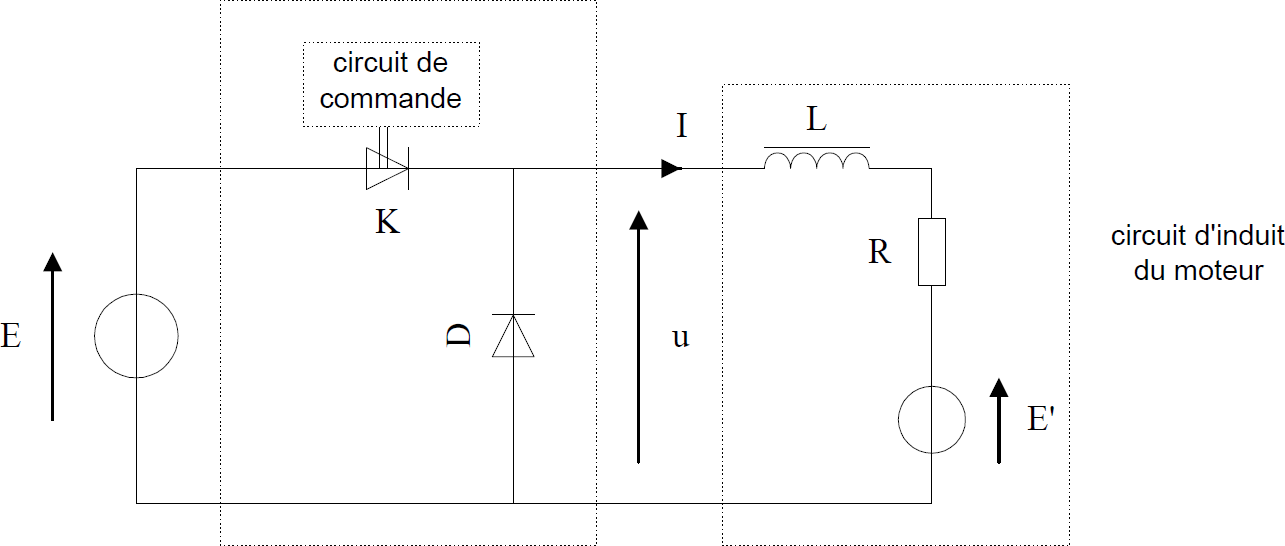 circuit de
commande
I
L
K
R
circuit d'induit
du moteur
E
D
u
E'